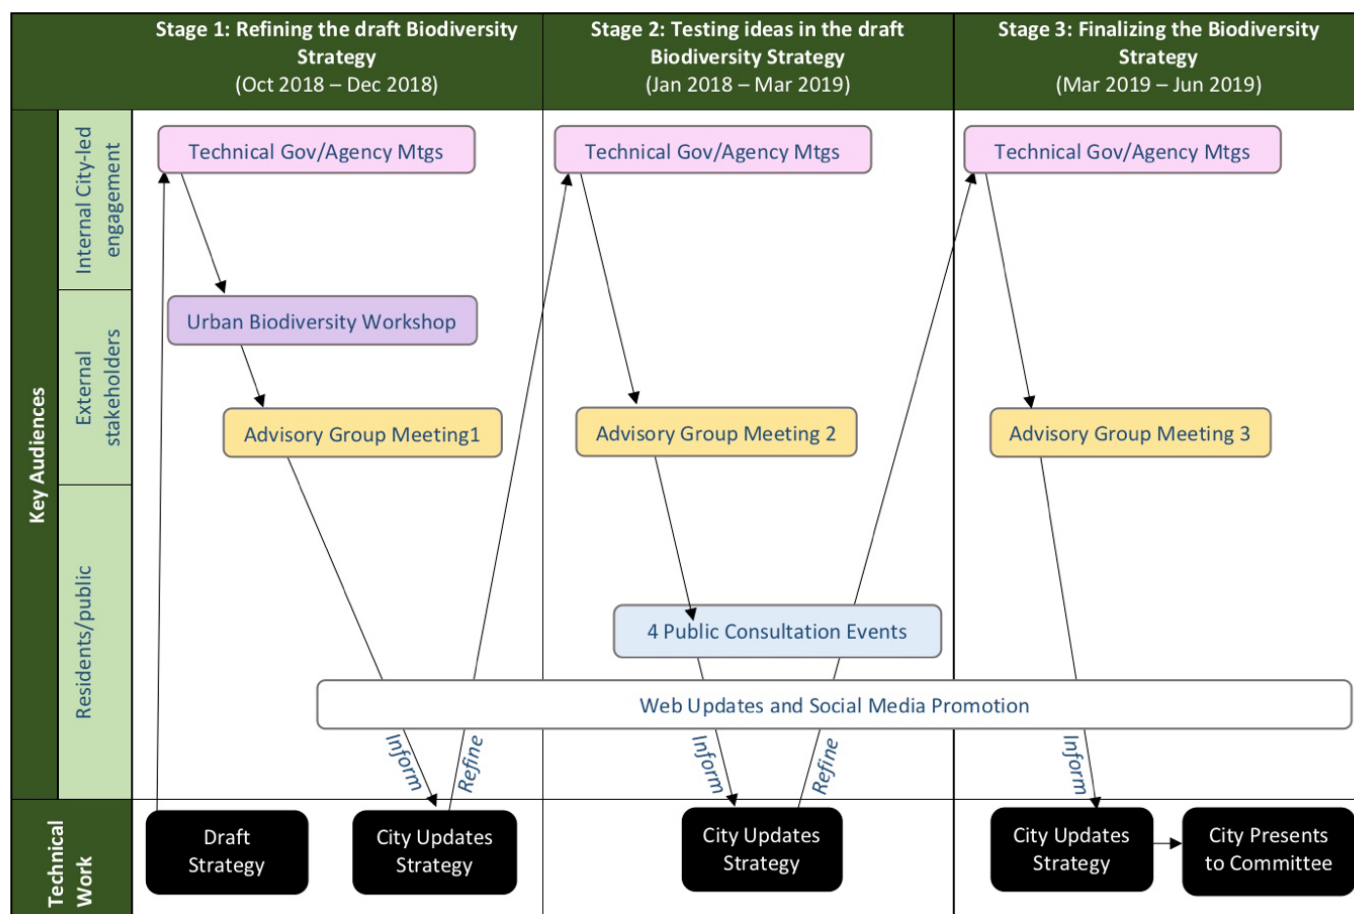 Stage 1: Refining the draft Biodiversity
Strategy
(Oct 2018 – Dec 2018)
Stage 2: Testing ideas in the draft
Biodiversity Strategy
(Jan 2018 – Mar 2019)
Stage 3: Finalizing the Biodiversity
Strategy
(Mar 2019 – Jun 2019)
Key Audiences
Internal City-led
engagement
Technical Gov/Agency Mtgs
Technical Gov/Agency Mtgs
Technical Gov/Agency Mtgs
External
stakeholders
Urban Biodiversity Workshop
Advisory Group Meeting1
Advisory Group Meeting 2
Advisory Group Meeting 3
Residents/public
4 Public Consultation Events
Web Updates and Social Media Promotion
Inform
Refine
Inform
Refine
Inform
Technical
Work
Draft
Strategy
City Updates
Strategy
City Updates
Strategy
City Updates
Strategy
City Presents
to Committee